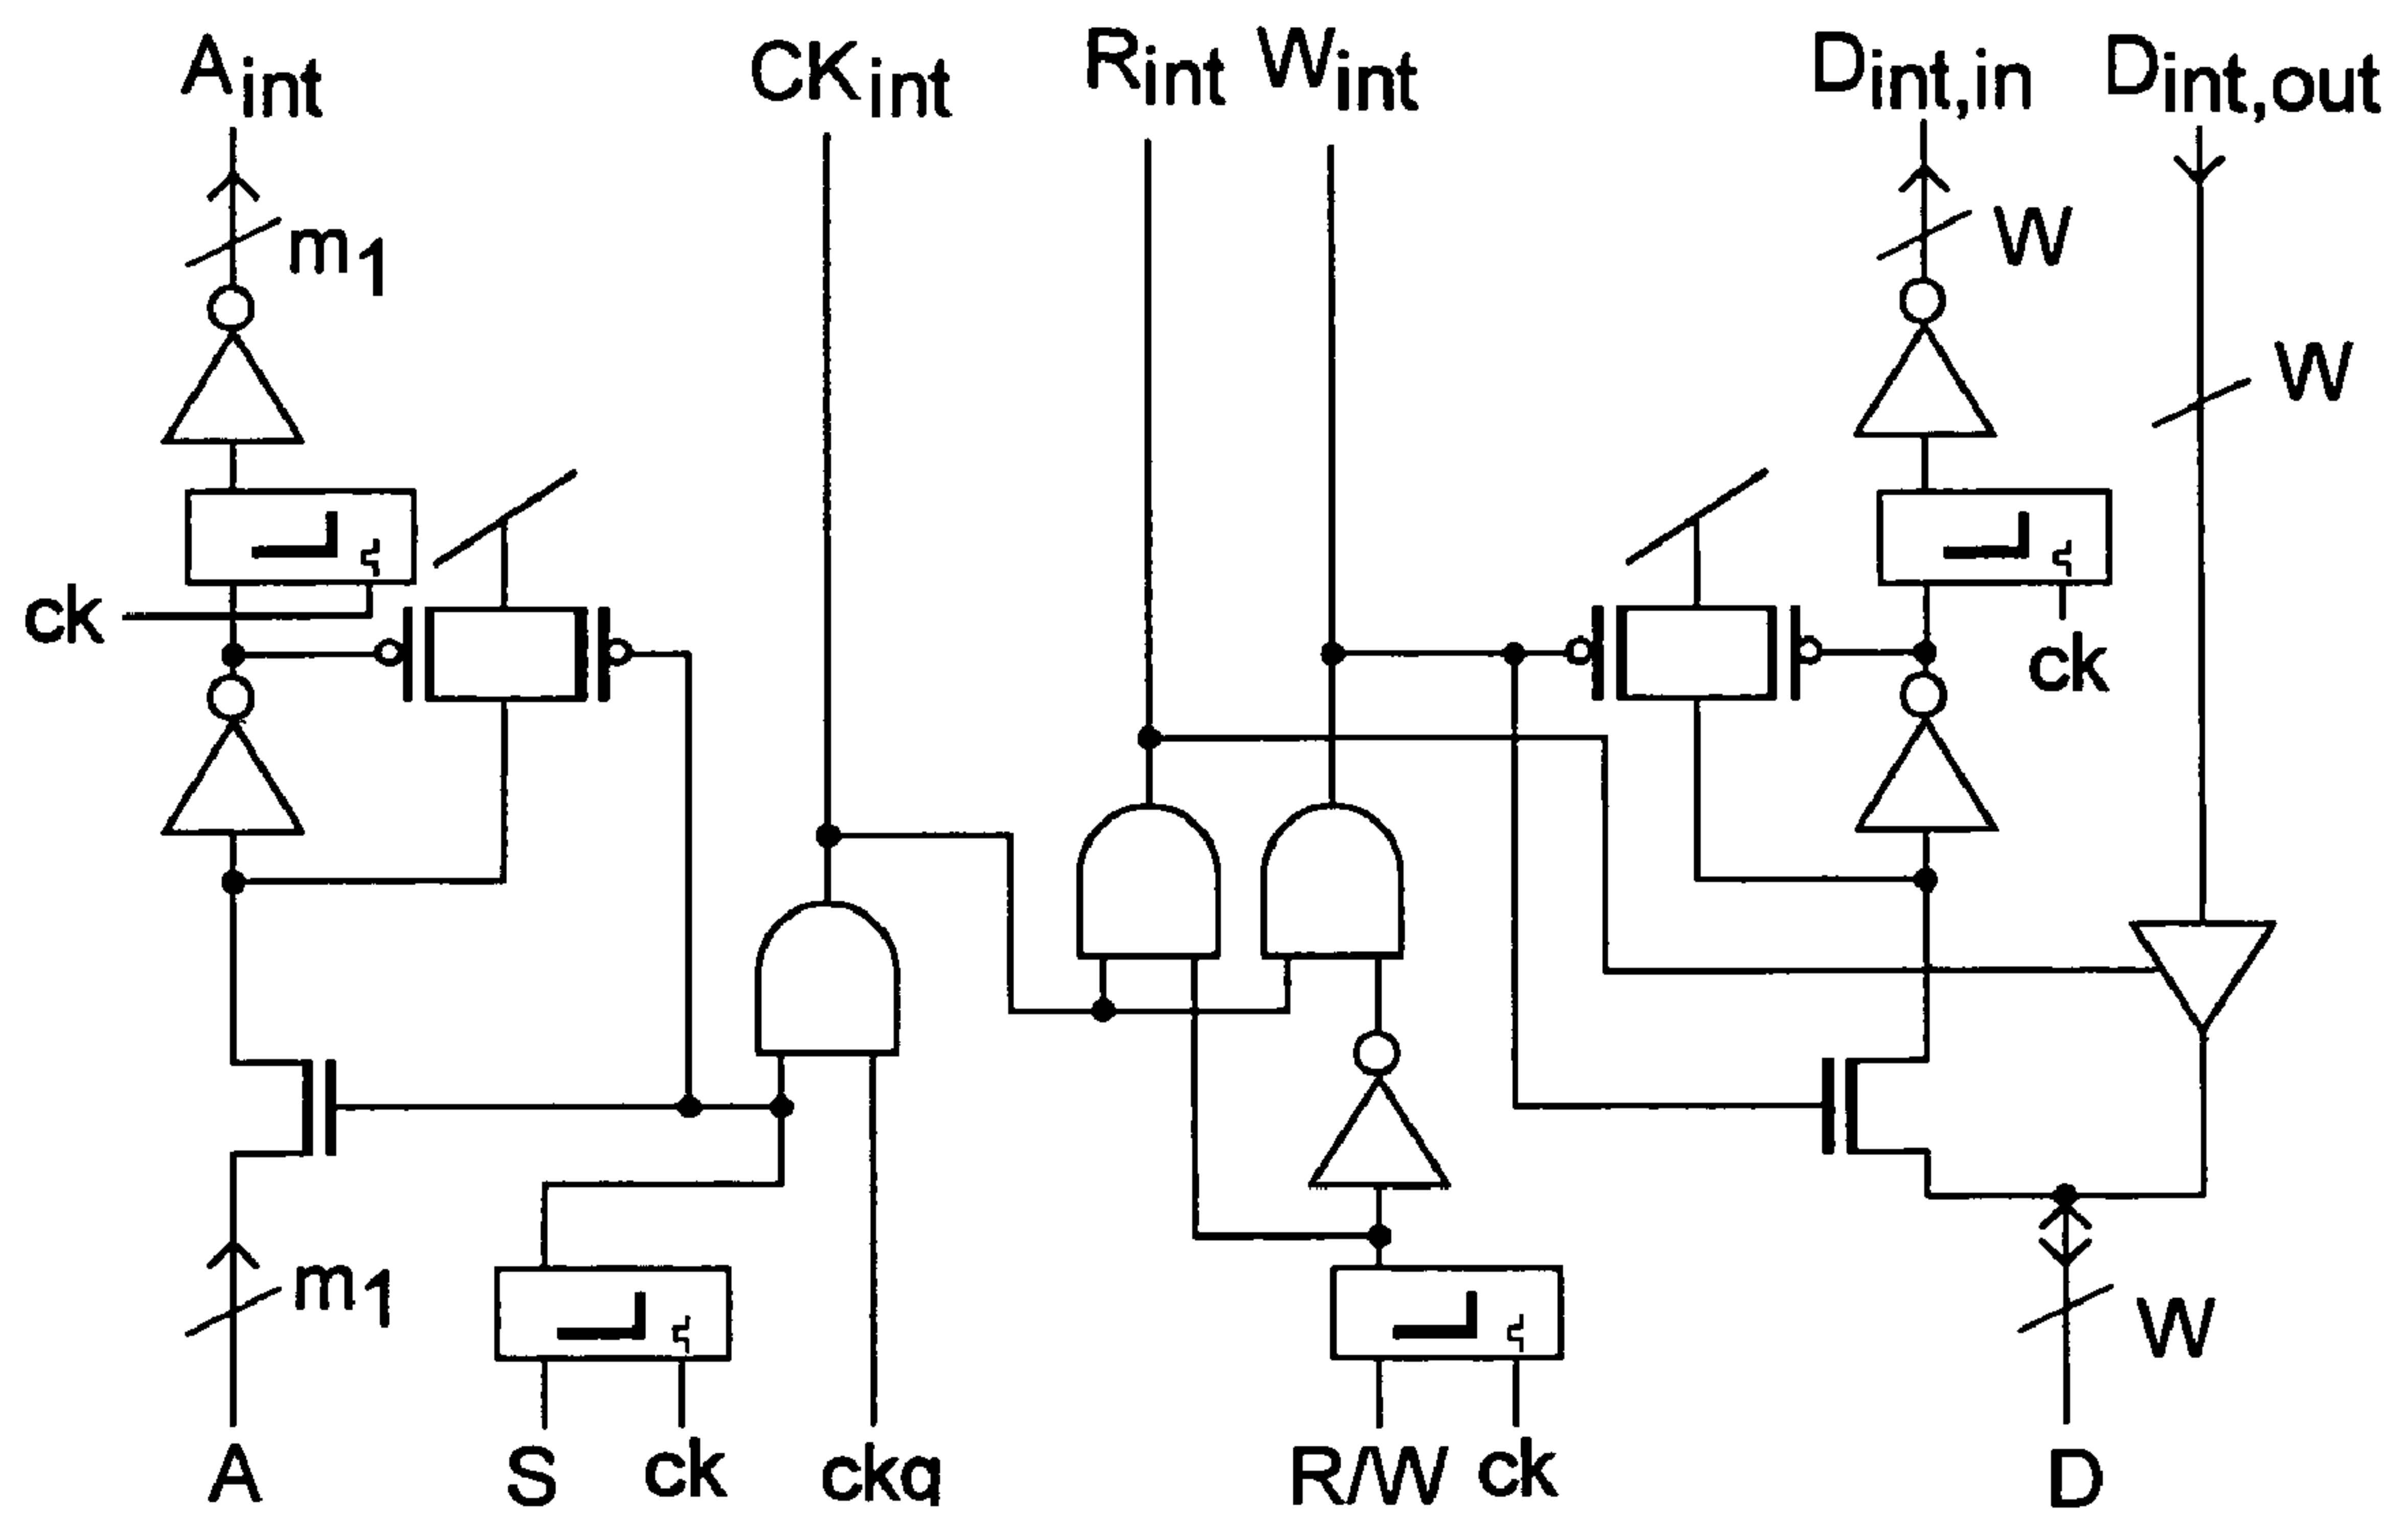 Aint CKint Rint Wint Dint,in Dint,out
m1 W
W
ck
ck
m1 W
A S ck ckq R/W ck D